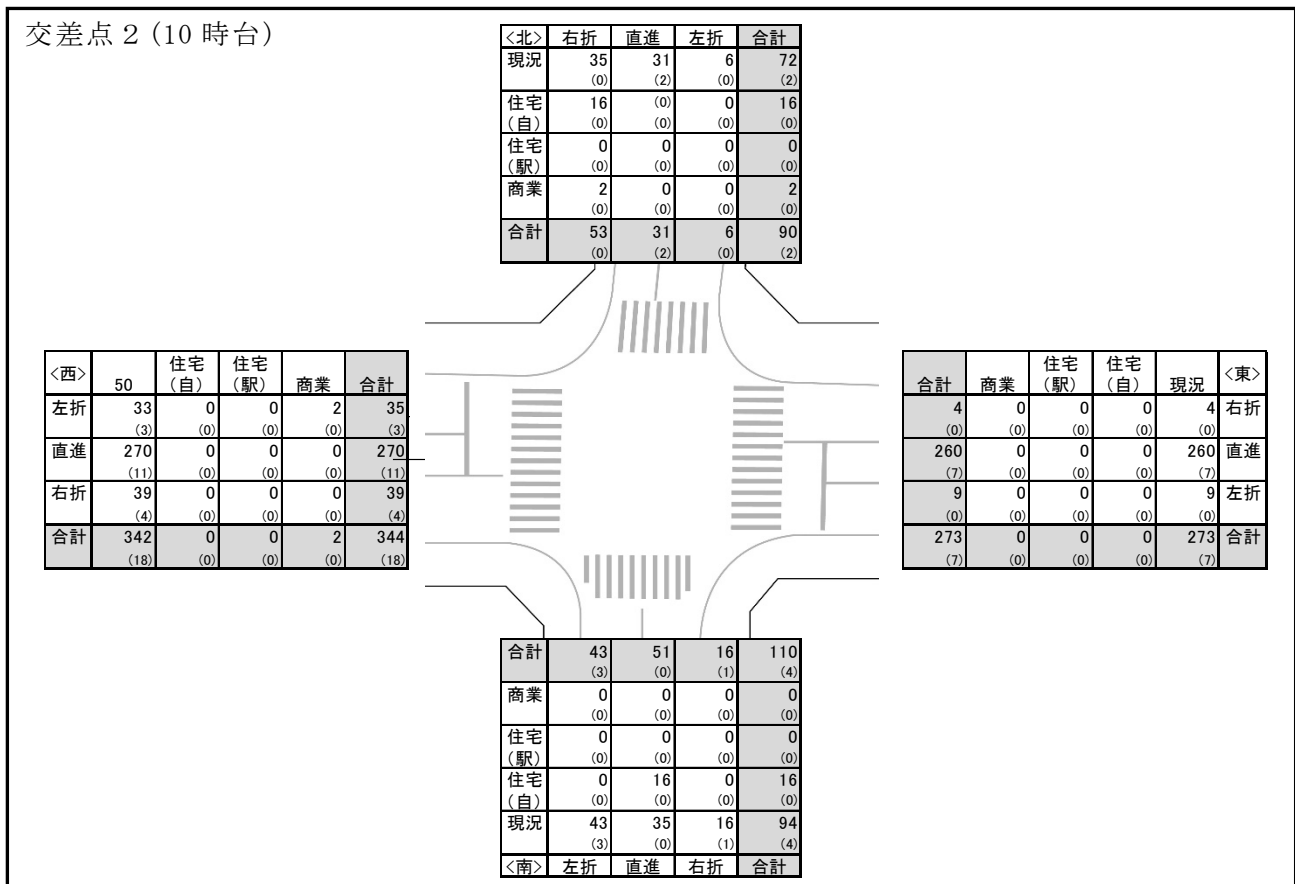 交差点２(10時台)
<北> 右折 直進 左折 合計
現況 35 31 6 72
(0) (2) (0) (2)
住宅 16 (0) 0 16
(自) (0) (0) (0) (0)
住宅 0 0 0 0
(駅) (0) (0) (0) (0)
商業 2 0 0 2
(0) (0) (0) (0)
合計 53 31 6 90
(0) (2) (0) (2)
<西> 50 住宅(自) 住宅(駅) 商業 合計
左折 33 0 0 2 35
(3) (0) (0) (0) (3)
直進 270 0 0 0 270
(11) (0) (0) (0) (11)
右折 39 0 0 0 39
(4) (0) (0) (0) (4)
合計 342 0 0 2 344
(18) (0) (0) (0) (18)
合計 商業 住宅(駅) 住宅(自) 現況 <東>
4 0 0 0 4 右折
(0) (0) (0) (0) (0)
260 0 0 0 260 直進
(7) (0) (0) (0) (7)
9 0 0 0 9 左折
(0) (0) (0) (0) (0)
273 0 0 0 273 合計
(7) (0) (0) (0) (7)
合計 43 51 16 110
(3) (0) (1) (4)
商業 0 0 0 0
(0) (0) (0) (0)
住宅 0 0 0 0
(駅) (0) (0) (0) (0)
住宅 0 16 0 16
(自) (0) (0) (0) (0)
現況 43 35 16 94
(3) (0) (1) (4)
<南> 左折 直進 右折 合計